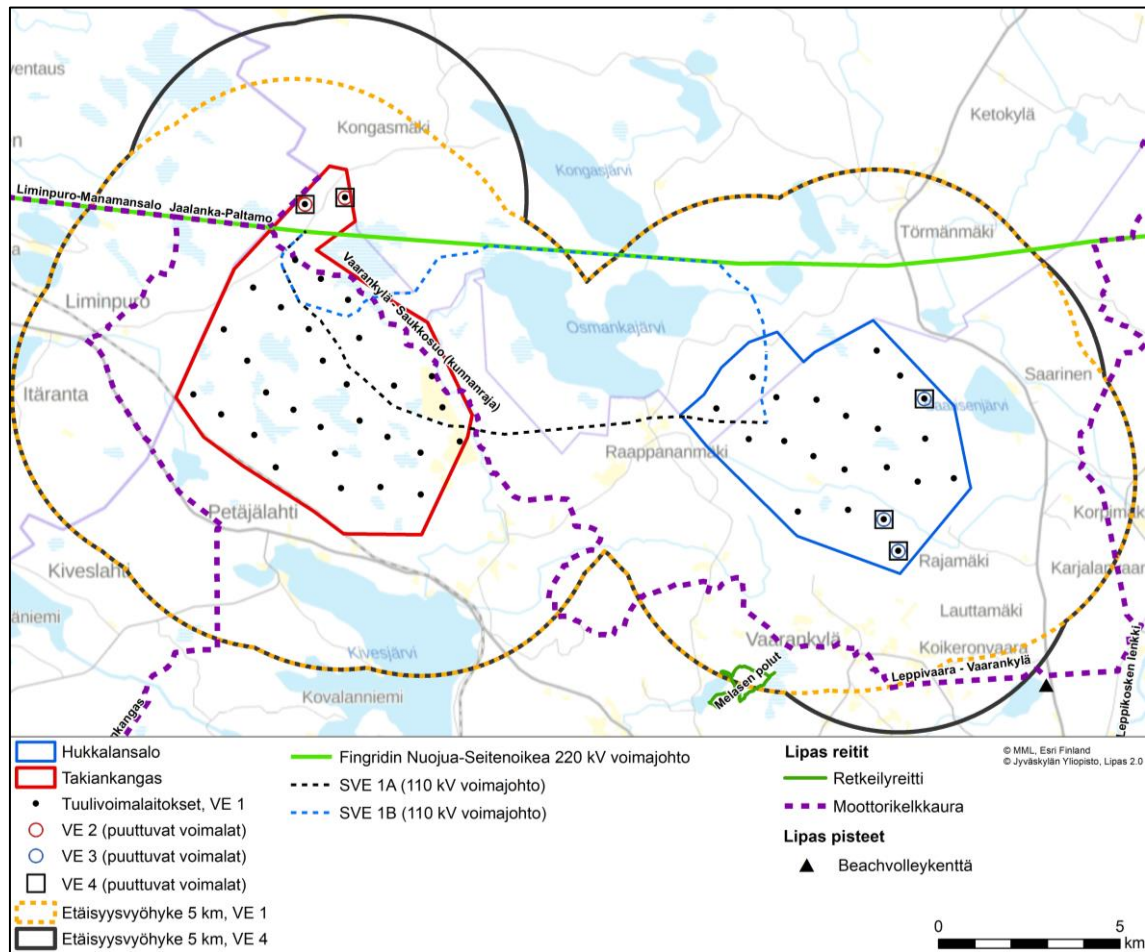 ventaus
Kongasmäki
Ketokylä
Kongasjärvi
Liminpuro-Manamansalo
Jaalanka-Paltamo
Törmänmäki
Liminpuro
Vaarankylä - Saukkosuo (kunnanraja)
Osmankajärvi
Saarinen
Itäranta
Raappananmäki
Petäjälahti
Kiveslahti
Rajamäki
Lauttamäki
Vaarankylä
Koikeronvaara
Kivesjärvi
Leppivaara - Vaarankylä
Melasen polut
Kovalanniemi
Leppikosken lenkki
Hukkalansalo
Takiankangas
Tuulivoimalaitokset, VE 1
VE 2 (puuttuvat voimalat)
VE 3 (puuttuvat voimalat)
VE 4 (puuttuvat voimalat)
Etäisyysvyöhyke 5 km, VE 1
Etäisyysvyöhyke 5 km, VE 4
Fingridin Nuojua-Seitenoikea 220 kV voimajohto
SVE 1A (110 kV voimajohto)
SVE 1B (110 kV voimajohto)
Lipas reitit
Retkeilyreitti
Moottorikelkkaura
Lipas pisteet
Beachvolleykenttä
© MML, Esri Finland
© Jyväskylän Yliopisto, Lipas 2.0
0 5
km